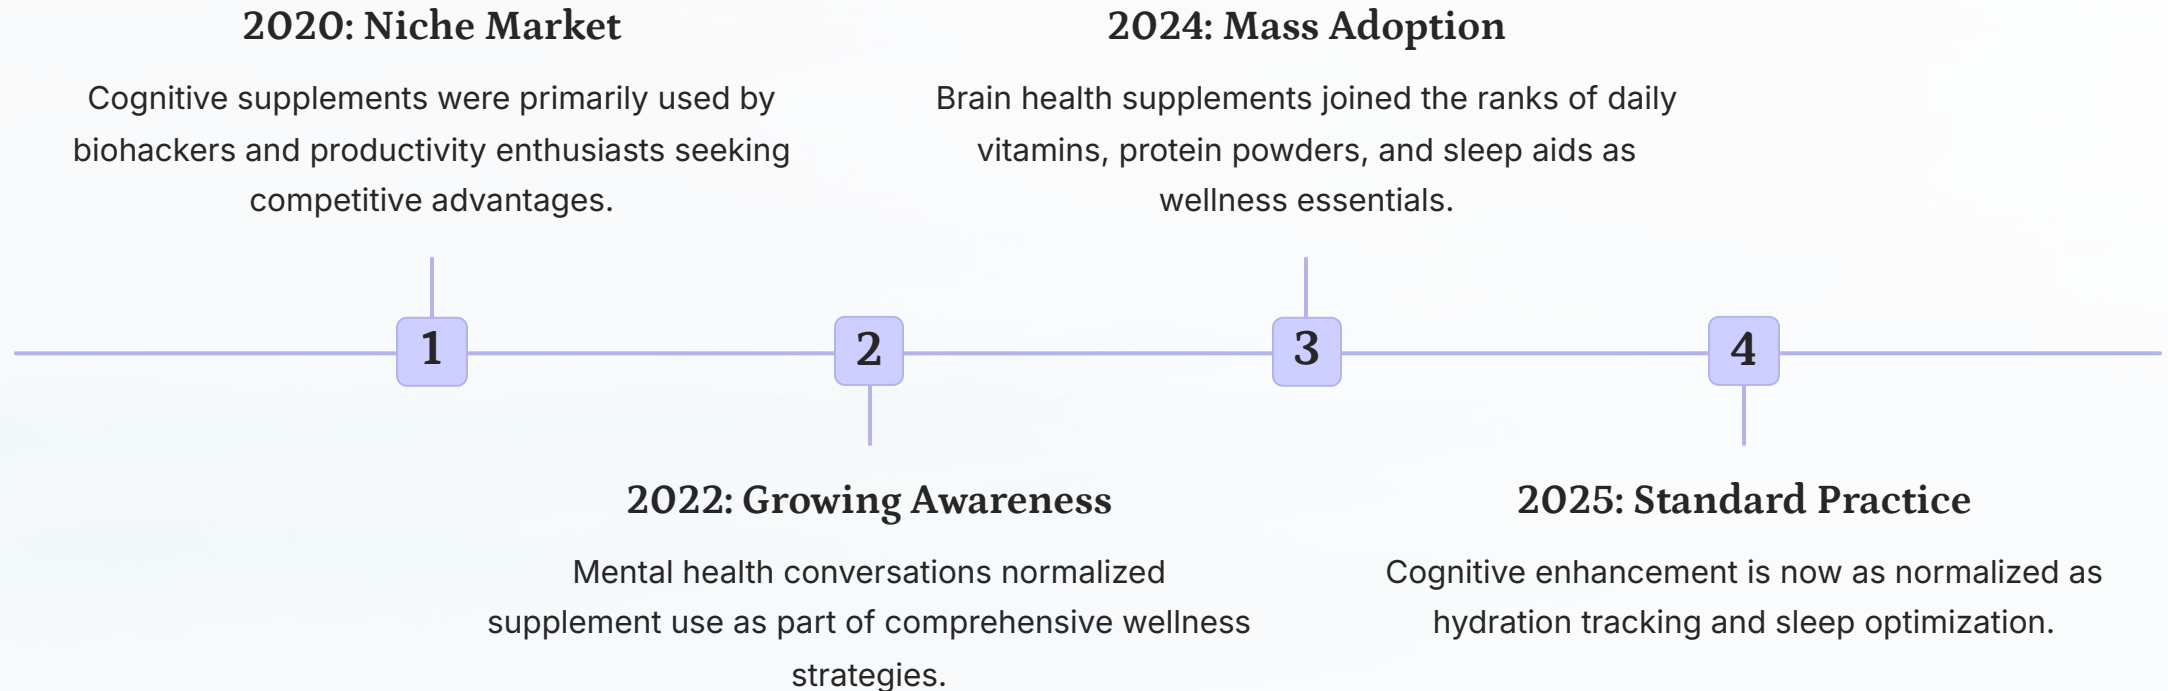 2020: Niche Market
Cognitive supplements were primarily used by
biohackers and productivity enthusiasts seeking
competitive advantages.
2024: Mass Adoption
Brain health supplements joined the ranks of daily
vitamins, protein powders, and sleep aids as
wellness essentials.
1
2
3
4
2022: Growing Awareness
Mental health conversations normalized
supplement use as part of comprehensive wellness
strategies.
2025: Standard Practice
Cognitive enhancement is now as normalized as
hydration tracking and sleep optimization.